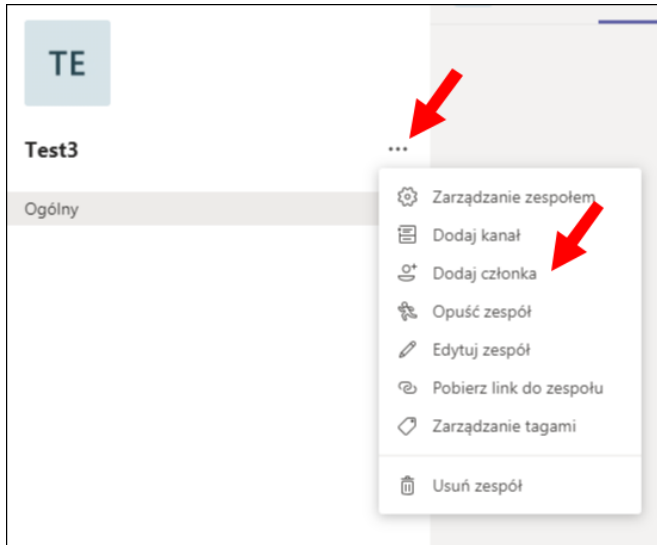 TE
Test3
...
Ogólny
Zarządzanie zespołem
Dodaj kanał
Dodaj członka
Opuść zespół
Edytuj zespół
Pobierz link do zespołu
Zarządzanie tagami
Usuń zespół